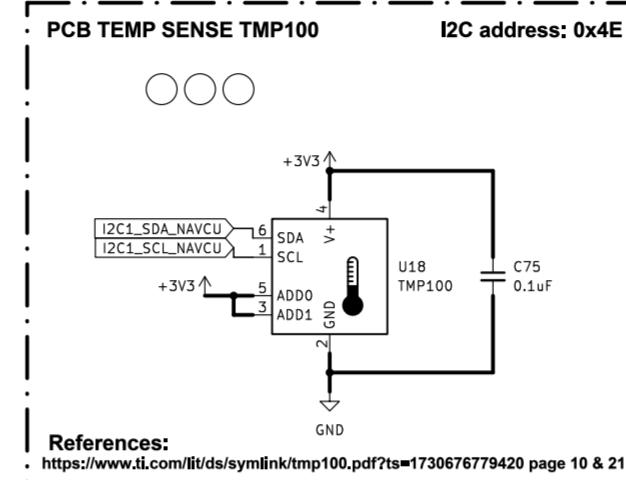 PCB TEMP SENSE TMP100 I2C address: 0x4E
+3V3
4
V+
I2C1_SDA_NAVCU 6 SDA
I2C1_SCL_NAVCU 1 SCL
U18
TMP100
C75
0.1uF
+3V3
5 ADD0
3 ADD1
GND
2
GND
References:
https://www.ti.com/lit/ds/symlink/tmp100.pdf?ts=1730676779420 page 10 & 21